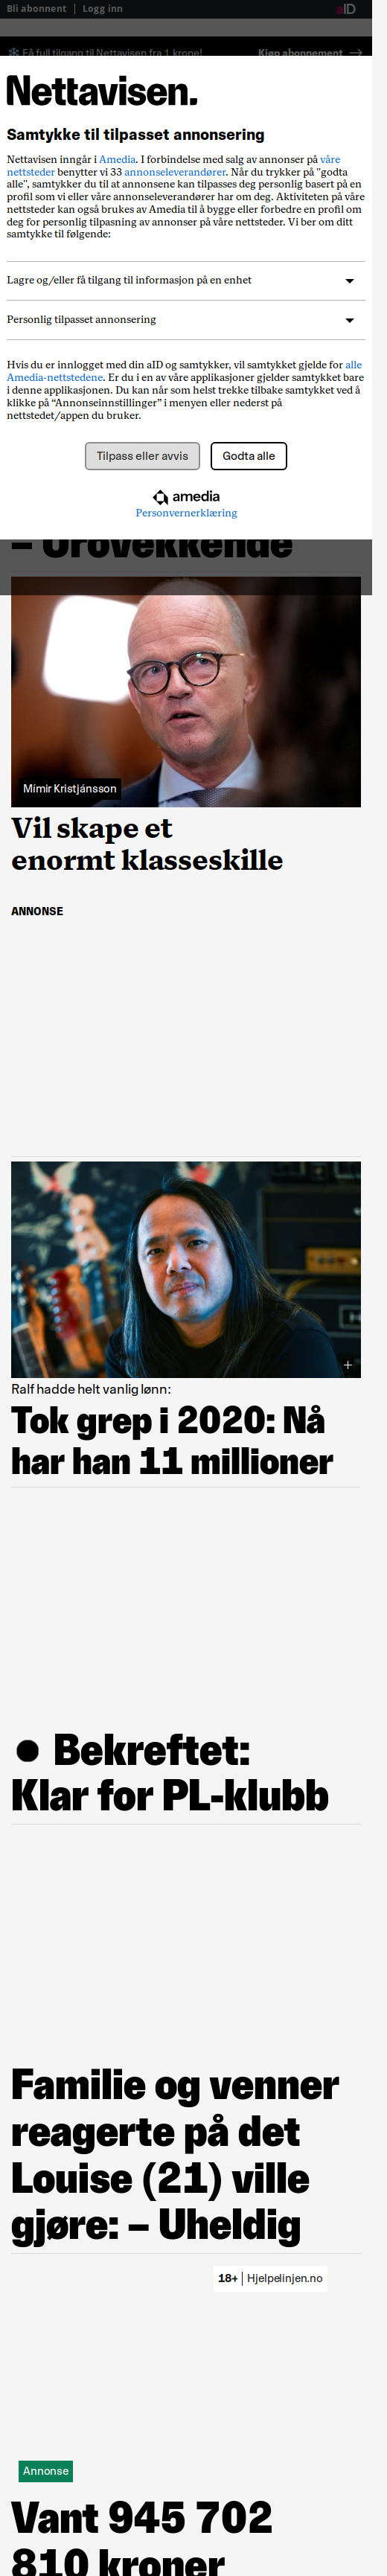 Bli abonnent | Logg inn
aID
Få full tilgang til Nettavisen fra 1 krone!
Kjøp abonnement →
Nettavisen.
Samtykke til tilpasset annonsering
Nettavisen inngår i Amedia. I forbindelse med salg av annonser på våre
nettsteder benytter vi 33 annonseleverandører. Når du trykker på "godta
alle", samtykker du til at annonsene kan tilpasses deg personlig basert på en
profil som vi eller våre annonseleverandører har om deg. Aktiviteten på våre
nettsteder kan også brukes av Amedia til å bygge eller forbedre en profil om
deg for personlig tilpasning av annonser på våre nettsteder. Vi ber om ditt
samtykke til følgende:
Lagre og/eller få tilgang til informasjon på en enhet
Personlig tilpasset annonsering
Hvis du er innlogget med din aID og samtykker, vil samtykket gjelde for alle
Amedia-nettstedene. Er du i en av våre applikasjoner gjelder samtykket bare
i denne applikasjonen. Du kan når som helst trekke tilbake samtykket ved å
klikke på “Annonseinnstillinger” i menyen eller nederst på
nettstedet/appen du bruker.
Tilpass eller avvis
Godta alle
amedia
Personvernerklæring
– Urovekkende
Mímir Kristjánsson
Vil skape et
enormt klasseskille
ANNONSE
Ralf hadde helt vanlig lønn:
Tok grep i 2020: Nå
har han 11 millioner
● Bekreftet:
Klar for PL-klubb
Familie og venner
reagerte på det
Louise (21) ville
gjøre: – Uheldig
18+ | Hjelpelinjen.no
Annonse
Vant 945 702
810 kroner